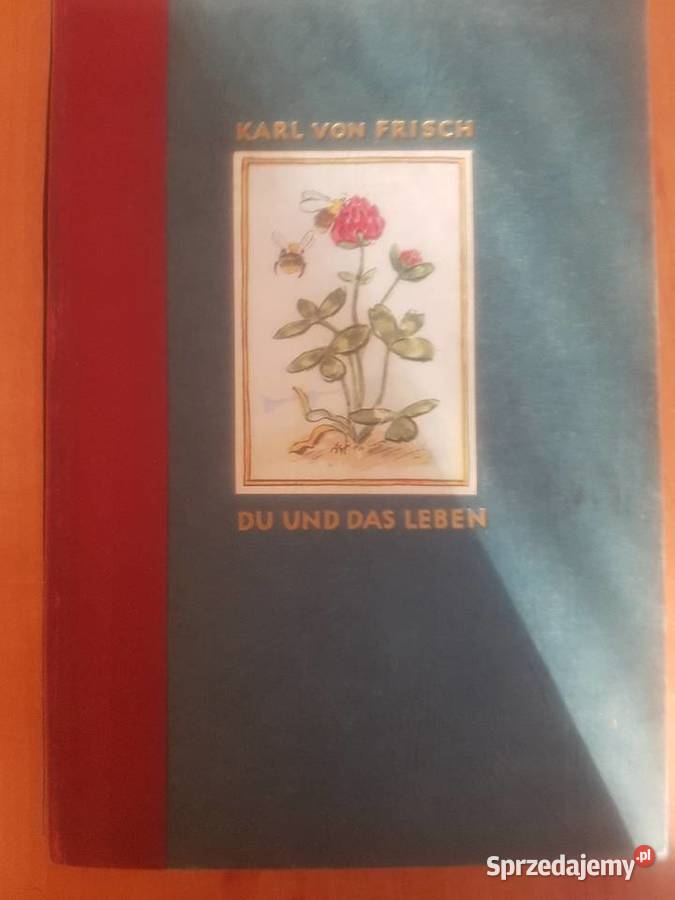 KARL VON FRISCH
DU UND DAS LEBEN
Sprzedajemy.pl